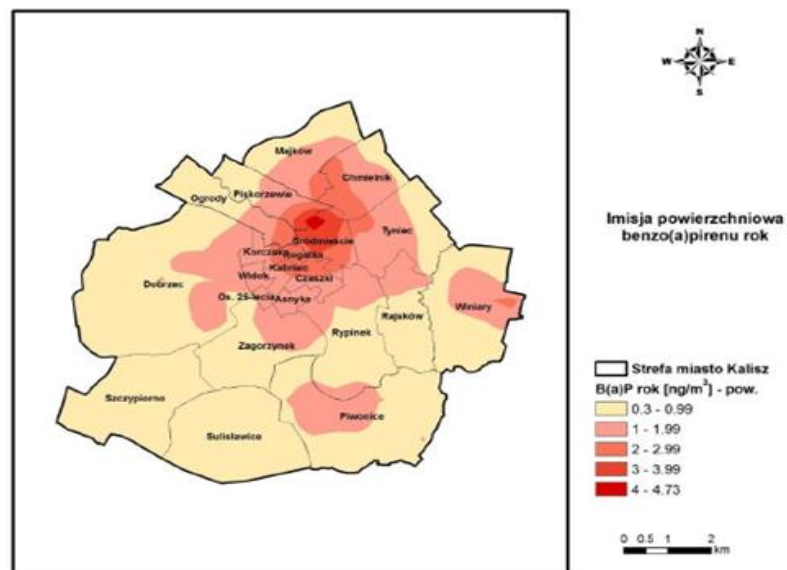 N
W E
S
Majków
Chmielnik
Piskorzewie
Ogrody
Tyniec
Śródmieście
Korczak
Rogatka
Kaliniec
Widok
Czaszki
Dobrzec
Os. 25-lecia
Asnyka
Winiary
Rajsków
Rypinek
Zagorzynek
Szczypiorno
Piwonice
Sulisławice
Imisja powierzchniowa
benzo(a)pirenu rok
Strefa miasto Kalisz
B(a)P rok [ng/m³] - pow.
0.3 - 0.99
1 - 1.99
2 - 2.99
3 - 3.99
4 - 4.73
0 0.5 1 2
km